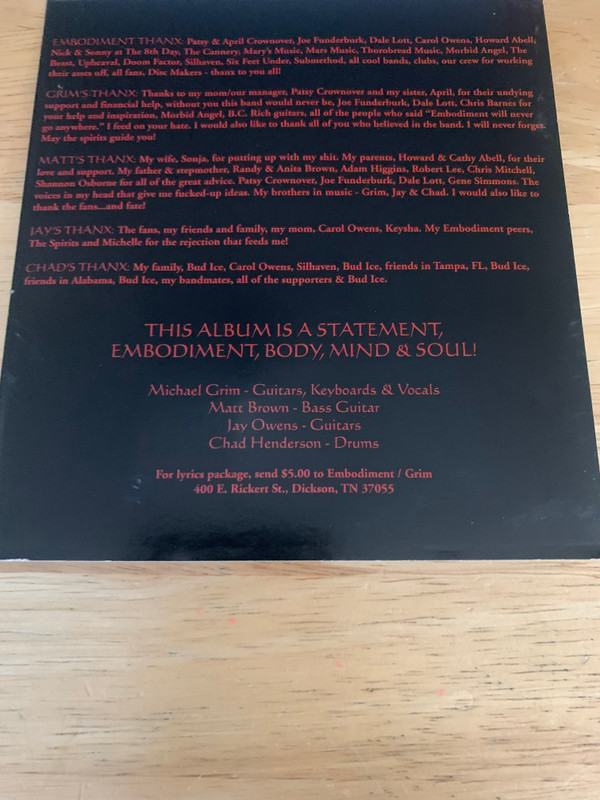 EMBODIMENT THANX: Patsy & April Crownover, Joe Funderburk, Dale Lott, Carol Owens, Howard Abell,
Nick & Sonny at The 8th Day, The Cannery, Mary's Music, Mars Music, Thorobread Music, Morbid Angel, The
Beast, Upheaval, Doom Factor, Silhaven, Six Feet Under, Submethod, all cool bands, clubs, our crew for working
their asses off, all fans, Disc Makers - thanx to you all!
GRIM'S THANX: Thanks to my mom/our manager, Patsy Crownover and my sister, April, for their undying
support and financial help, without you this band would never be, Joe Funderburk, Dale Lott, Chris Barnes for
your help and inspiration, Morbid Angel, B.C. Rich guitars, all of the people who said “Embodiment will never
go anywhere.” I feed on your hate. I would also like to thank all of you who believed in the band. I will never forget.
May the spirits guide you!
MATT'S THANX: My wife, Sonja, for putting up with my shit. My parents, Howard & Cathy Abell, for their
love and support. My father & stepmother, Randy & Anita Brown, Adam Higgins, Robert Lee, Chris Mitchell,
Shannon Osborne for all of the great advice. Patsy Crownover, Joe Funderburk, Dale Lott, Gene Simmons. The
voices in my head that give me fucked-up ideas. My brothers in music - Grim, Jay & Chad. I would also like to
thank the fans...and fate!
JAY'S THANX: The fans, my friends and family, my mom, Carol Owens, Keysha. My Embodiment peers,
The Spirits and Michelle for the rejection that feeds me!
CHAD'S THANX: My family, Bud Ice, Carol Owens, Silhaven, Bud Ice, friends in Tampa, FL, Bud Ice,
friends in Alabama, Bud Ice, my bandmates, all of the supporters & Bud Ice.
THIS ALBUM IS A STATEMENT,
EMBODIMENT, BODY, MIND & SOUL!
Michael Grim - Guitars, Keyboards & Vocals
Matt Brown - Bass Guitar
Jay Owens - Guitars
Chad Henderson - Drums
For lyrics package, send $5.00 to Embodiment / Grim
400 E. Rickert St., Dickson, TN 37055